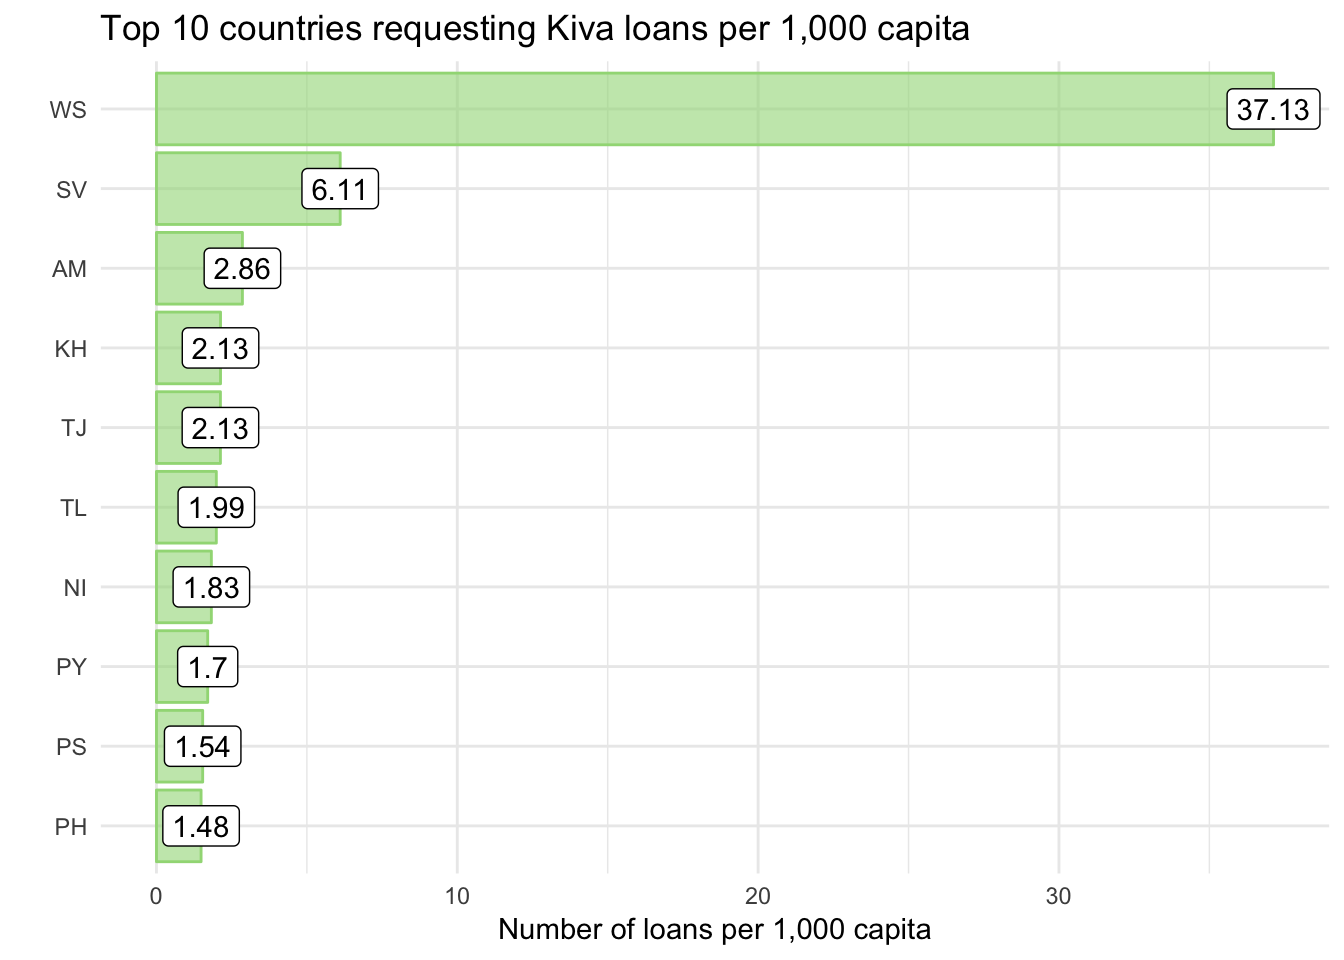 Top 10 countries requesting Kiva loans per 1,000 capita
WS 37.13
SV 6.11
AM 2.86
KH 2.13
TJ 2.13
TL 1.99
NI 1.83
PY 1.7
PS 1.54
PH 1.48
0 10 20 30
Number of loans per 1,000 capita